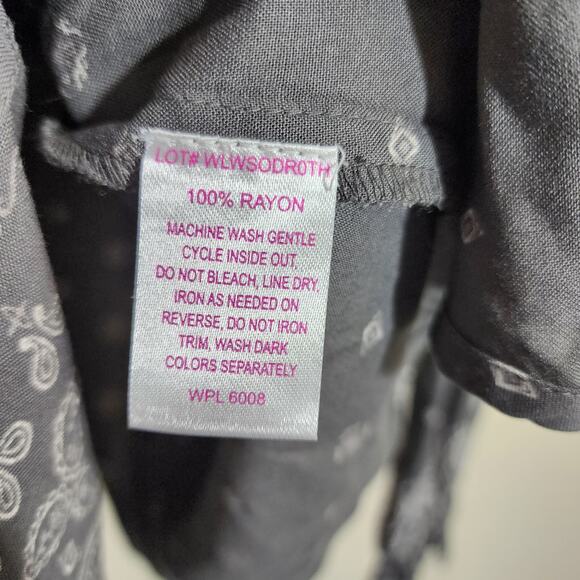 LOT# WLWSODR0TH
100% RAYON
MACHINE WASH GENTLE
CYCLE INSIDE OUT,
DO NOT BLEACH, LINE DRY,
IRON AS NEEDED ON
REVERSE, DO NOT IRON
TRIM, WASH DARK
COLORS SEPARATELY
WPL 6008